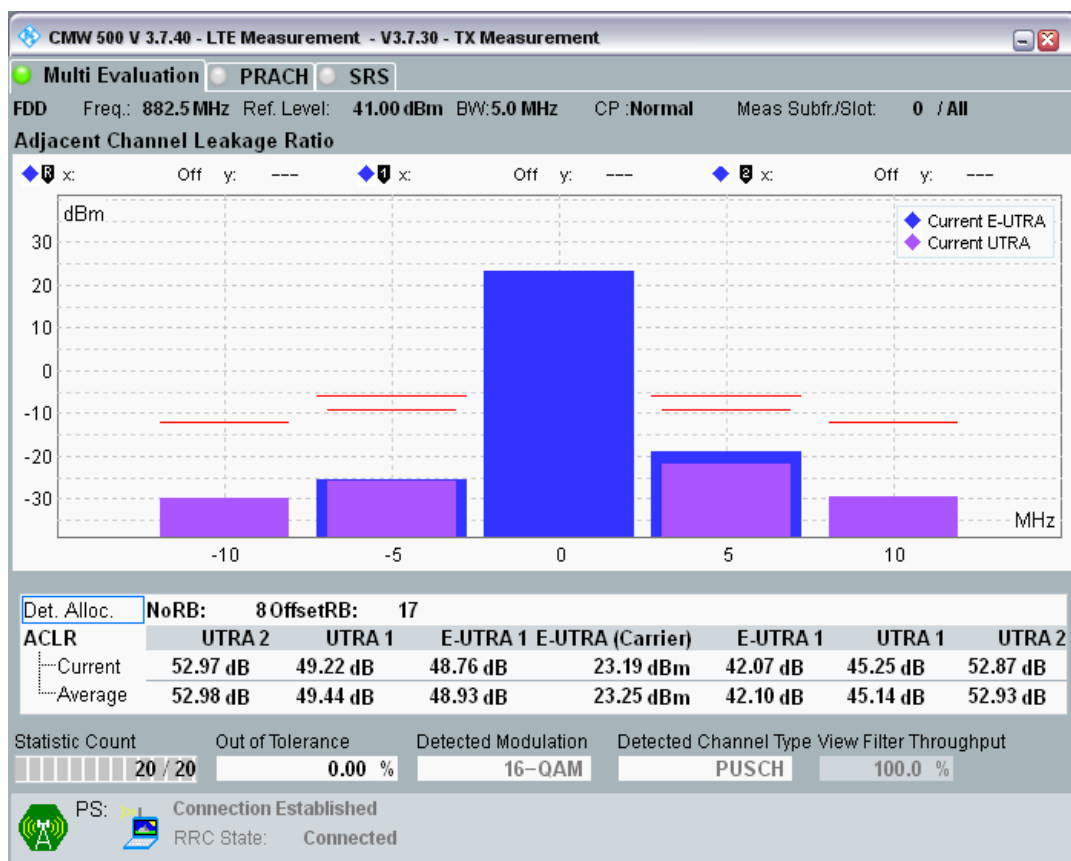 CMW 500 V 3.7.40 - LTE Measurement - V3.7.30 - TX Measurement
Multi Evaluation PRACH SRS
FDD Freq.: 882.5 MHz Ref. Level: 41.00 dBm BW:5.0 MHz CP :Normal Meas Subfr./Slot: 0 / All
Adjacent Channel Leakage Ratio
R x: Off y: --- 1 x: Off y: --- 2 x: Off y: ---
dBm
Current E-UTRA
Current UTRA
30
20
10
0
-10
-20
-30
MHz
-10 -5 0 5 10
Det. Alloc. NoRB: 8 OffsetRB: 17
ACLR UTRA 2 UTRA 1 E-UTRA 1 E-UTRA (Carrier) E-UTRA 1 UTRA 1 UTRA 2
Current 52.97 dB 49.22 dB 48.76 dB 23.19 dBm 42.07 dB 45.25 dB 52.87 dB
Average 52.98 dB 49.44 dB 48.93 dB 23.25 dBm 42.10 dB 45.14 dB 52.93 dB
Statistic Count Out of Tolerance Detected Modulation Detected Channel Type View Filter Throughput
20 / 20 0.00 % 16-QAM PUSCH 100.0 %
PS: Connection Established
RRC State: Connected